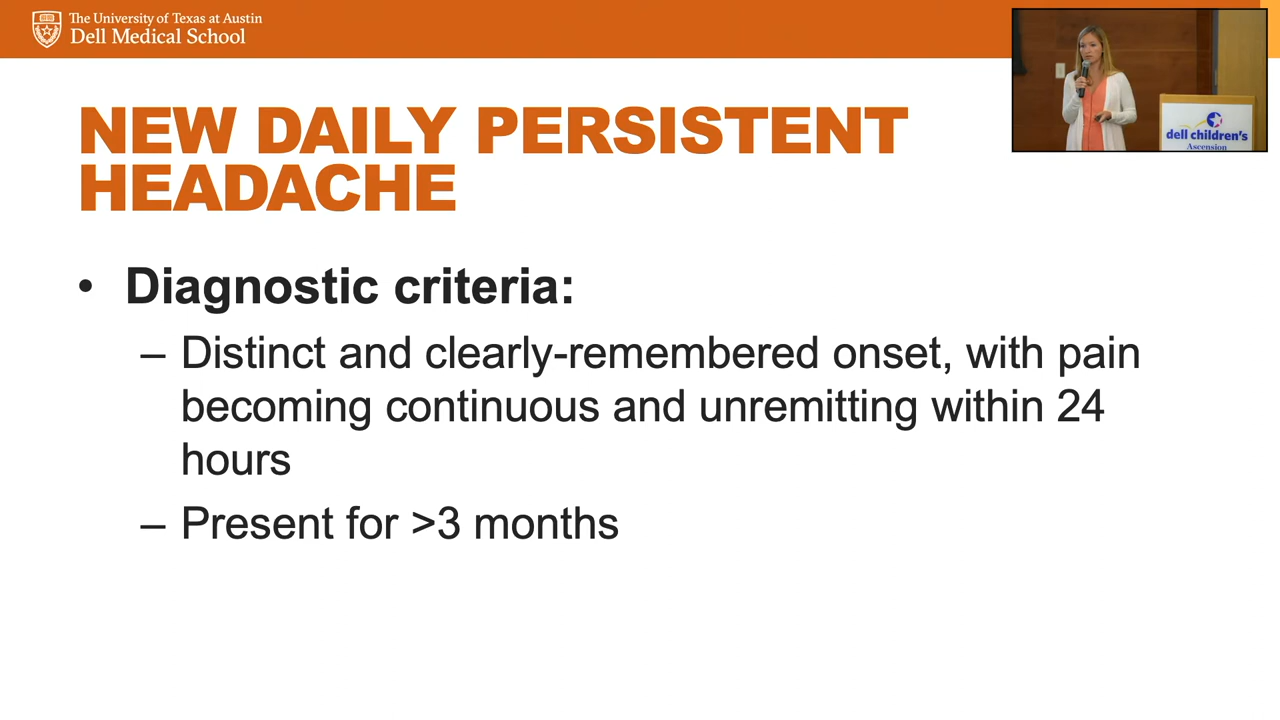 The University of Texas at Austin
Dell Medical School
dell children's
Ascension
NEW DAILY PERSISTENT
HEADACHE
• Diagnostic criteria:
– Distinct and clearly-remembered onset, with pain
becoming continuous and unremitting within 24
hours
– Present for >3 months